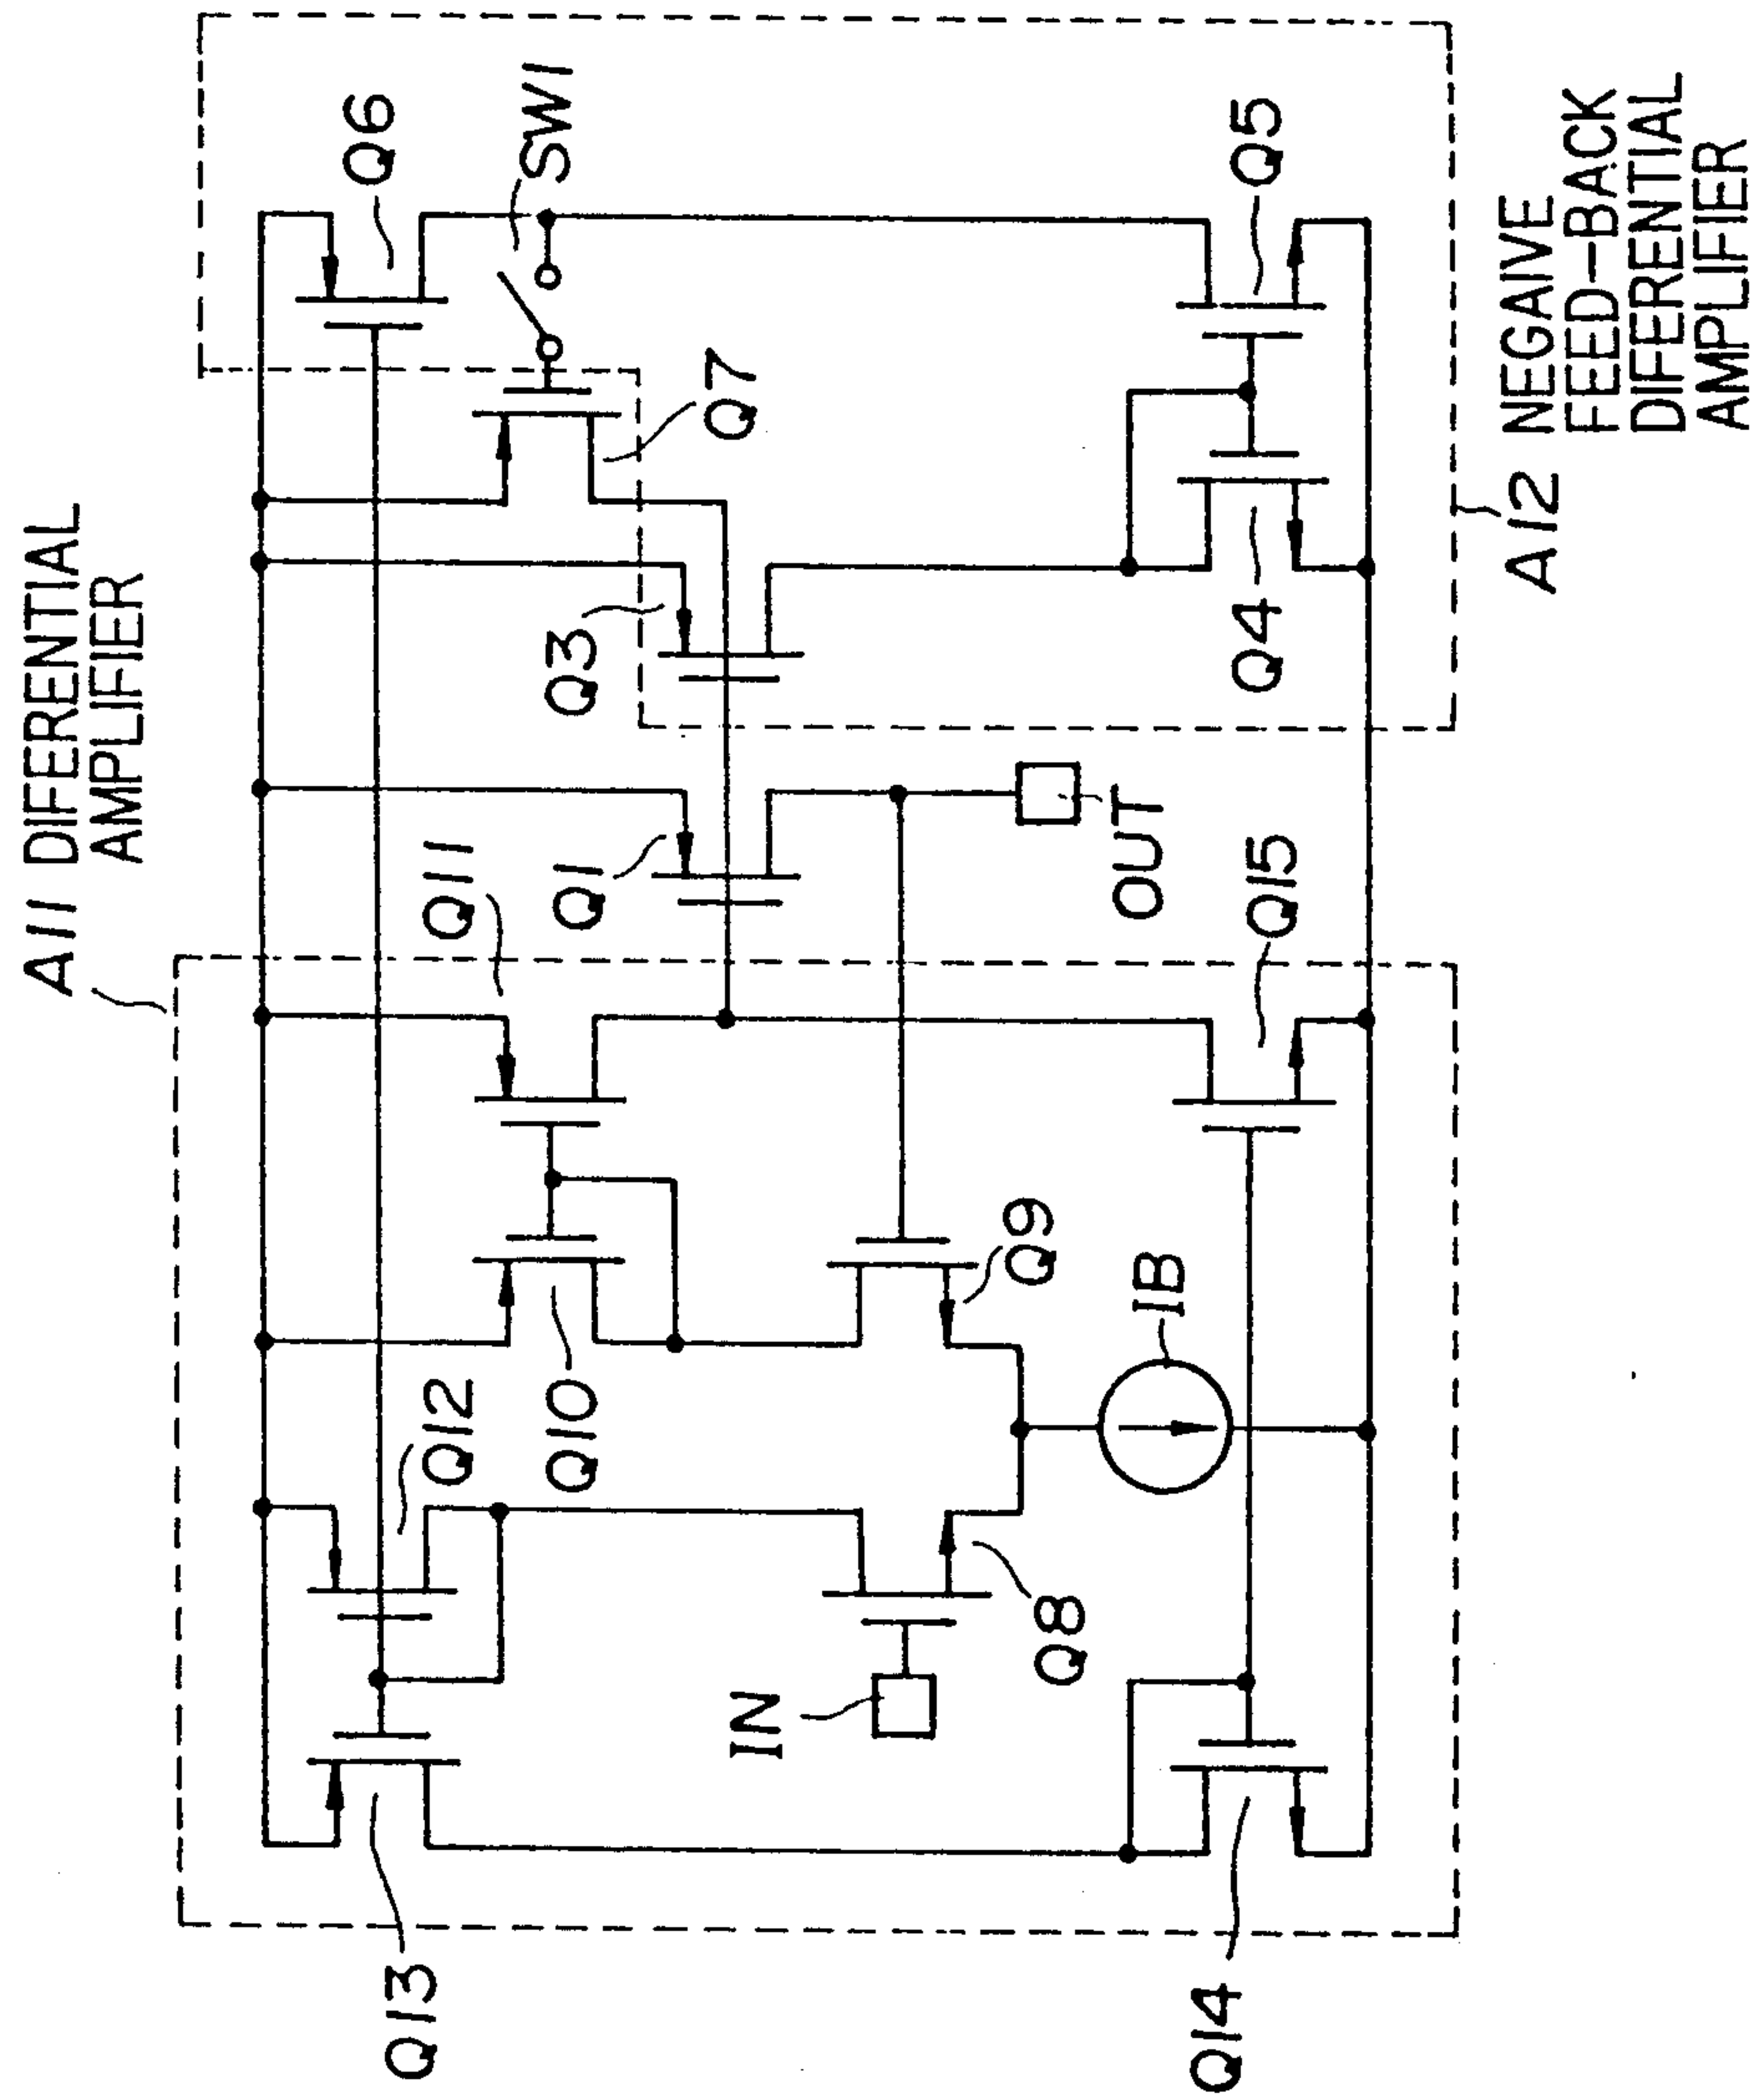 A11 DIFERENTIAL
AMPLIFIER
Q13
Q12
Q11
Q6
Q10
Q1
Q3
SW1
Q7
IN
Q8
Q9
OUT
IB
Q14
Q15
Q4
Q5
A12 NEGAIVE
FEED-BACK
DIFERENTIAL
AMPLIFIER